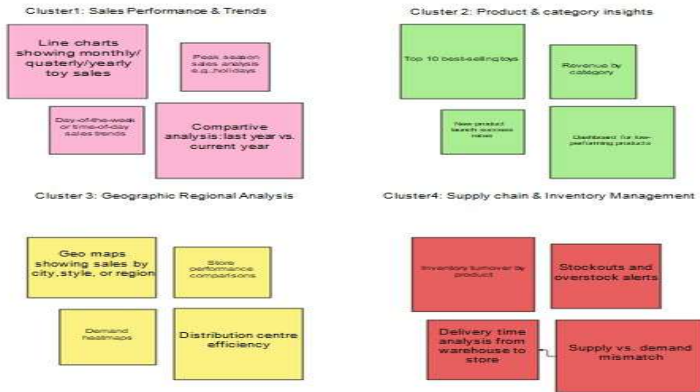 Cluster1: Sales Performance & Trends
Line charts
showing monthly/
quaterly/yearly
toy sales
Peak season
sales analysis
e.g.,holidays
Day-of-the-week
or time-of-day
sales trends
Compartive
analysis:last year vs.
current year
Cluster 2: Product & category insights
Top 10 best-selling toys
Revenue by
category
New product
launch success
rates
Dashboard for low-
performing products
Cluster 3: Geographic Regional Analysis
Geo maps
showing sales by
city,style, or region
Store
performance
comparisons
Demand
heatmaps
Distribution centre
efficiency
Cluster4: Supply chain & Inventory Management
Inventory turnover by
product
Stockouts and
overstock alerts
Delivery time
analysis from
warehouse to
store
Supply vs. demand
mismatch